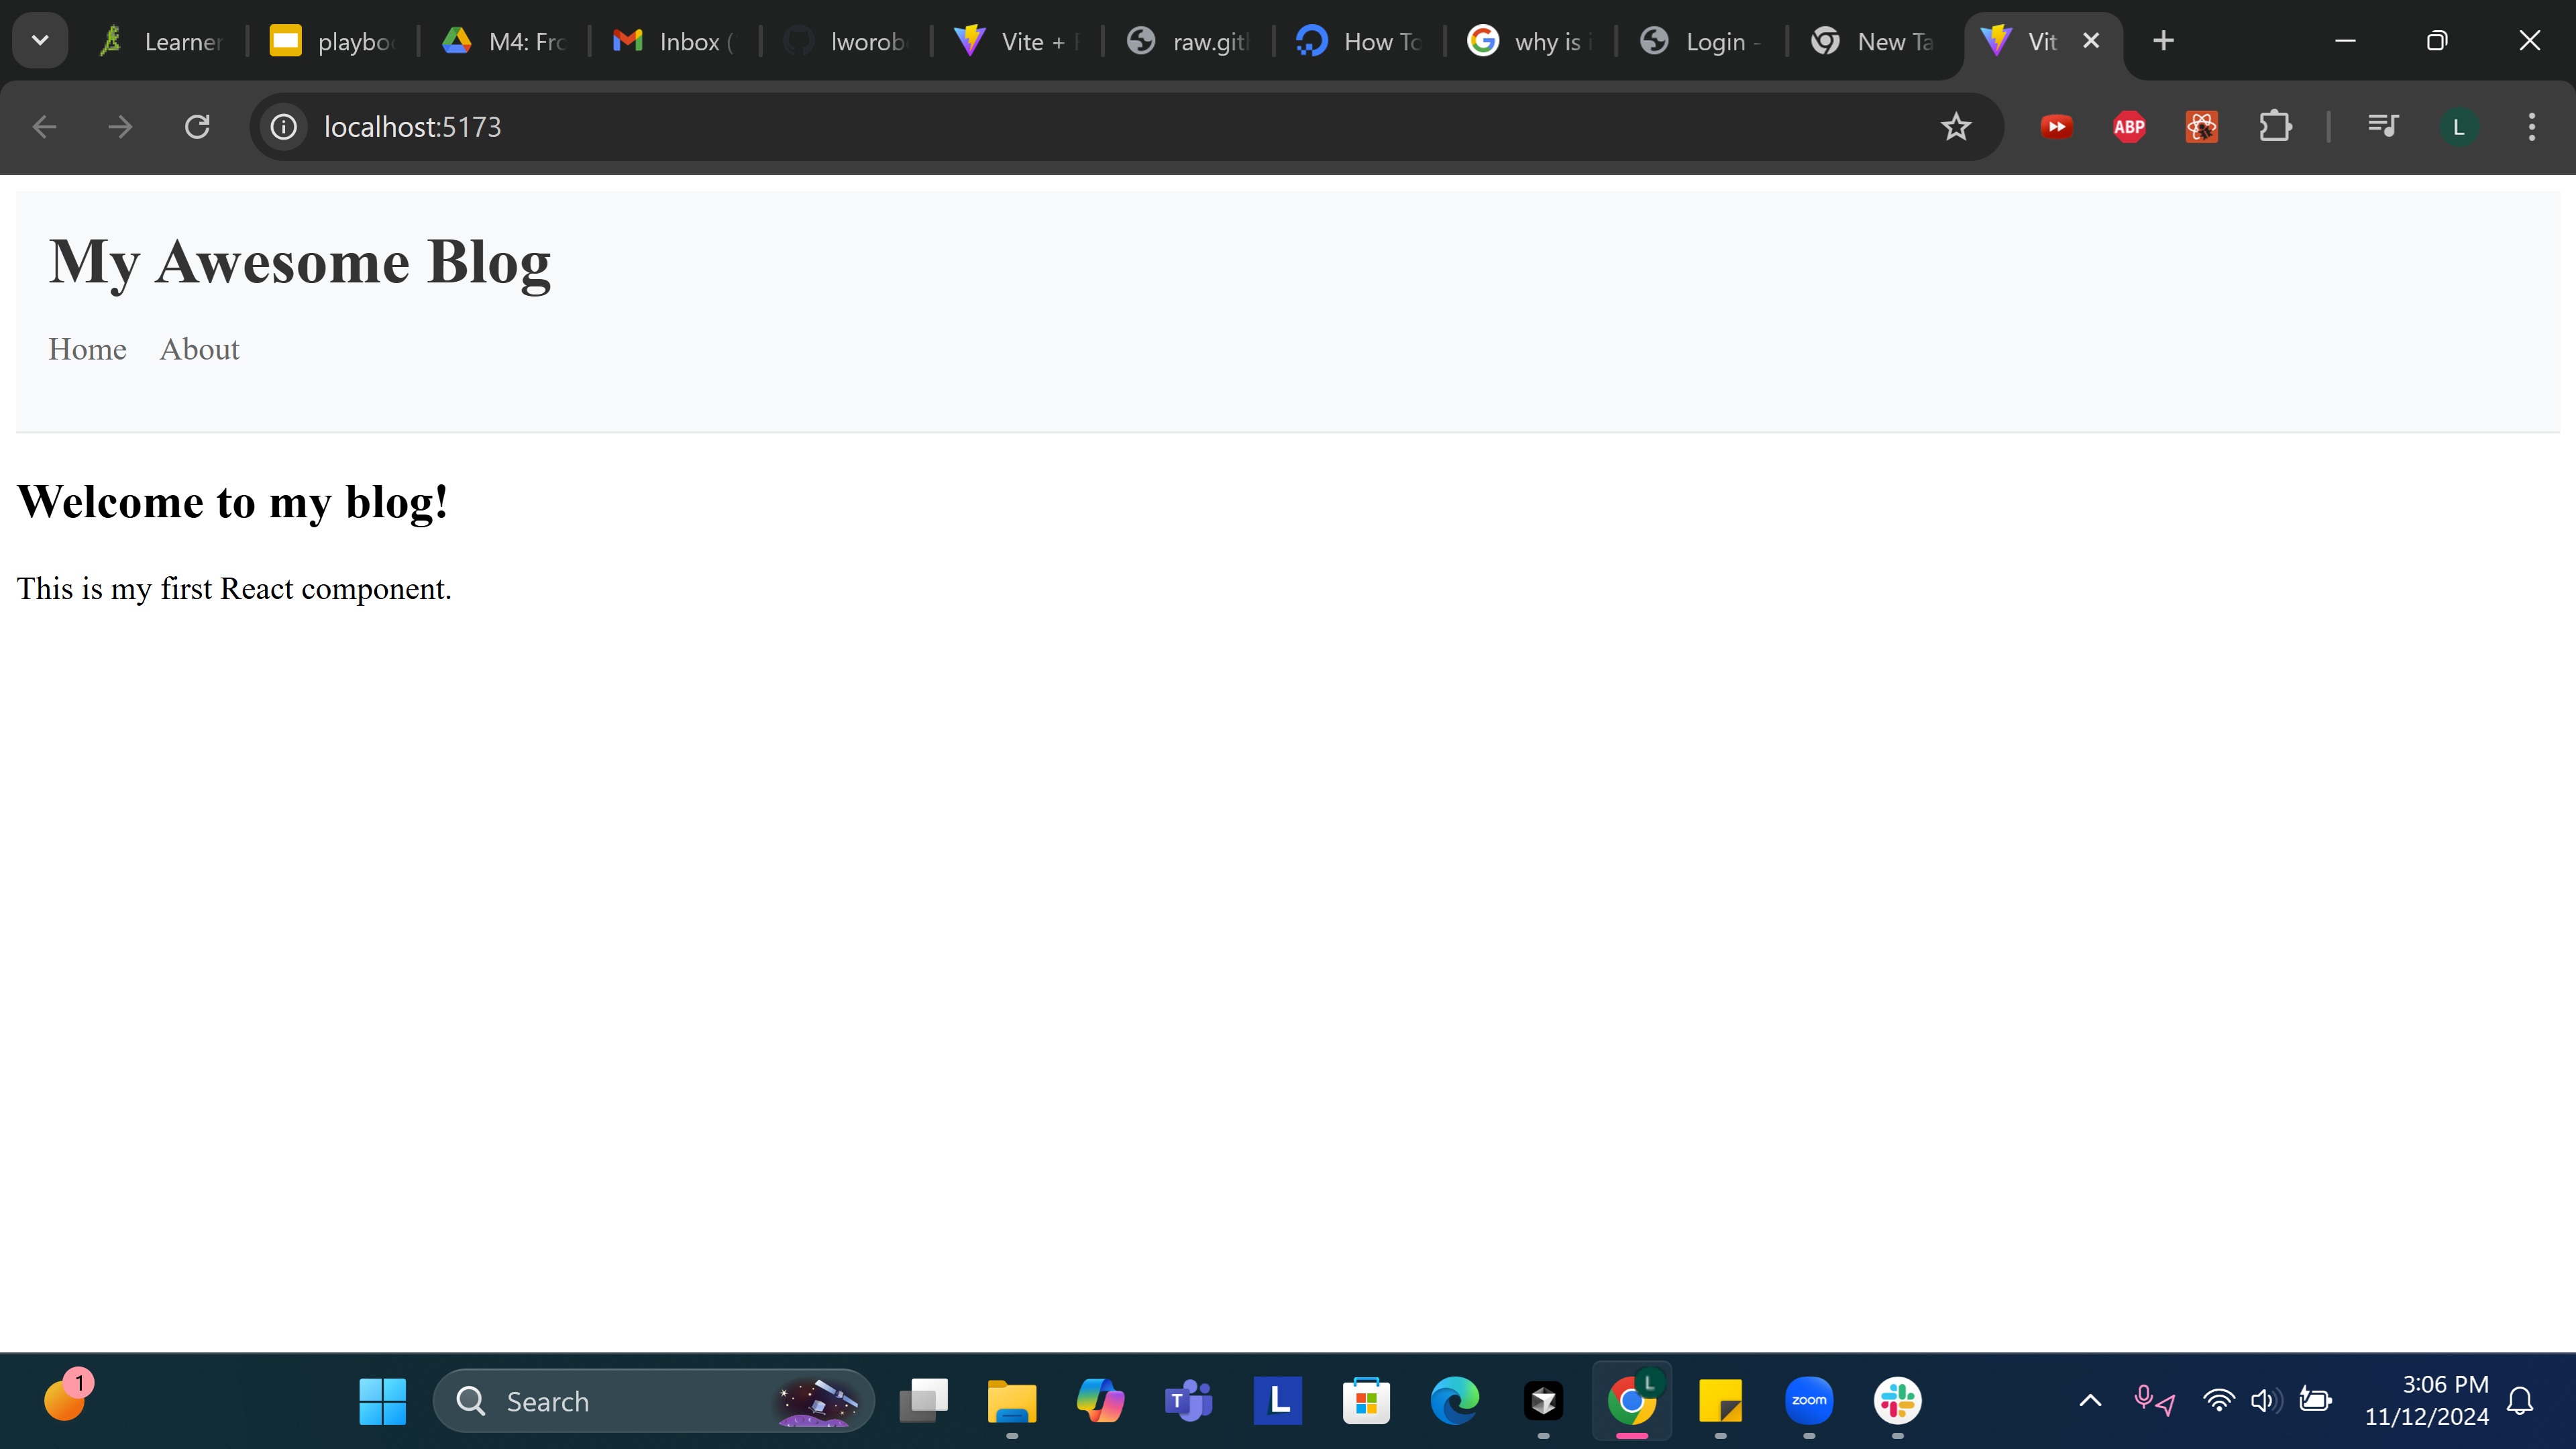 Learner playbo M4: Fro Inbox ( lworob Vite + why is Login - New Ta Vit
raw.git How To
localhost:5173
ABP
L
My Awesome Blog
Home About
Welcome to my blog!
This is my first React component.
1
Search
T
L
L
zoom
3:06 PM
11/12/2024